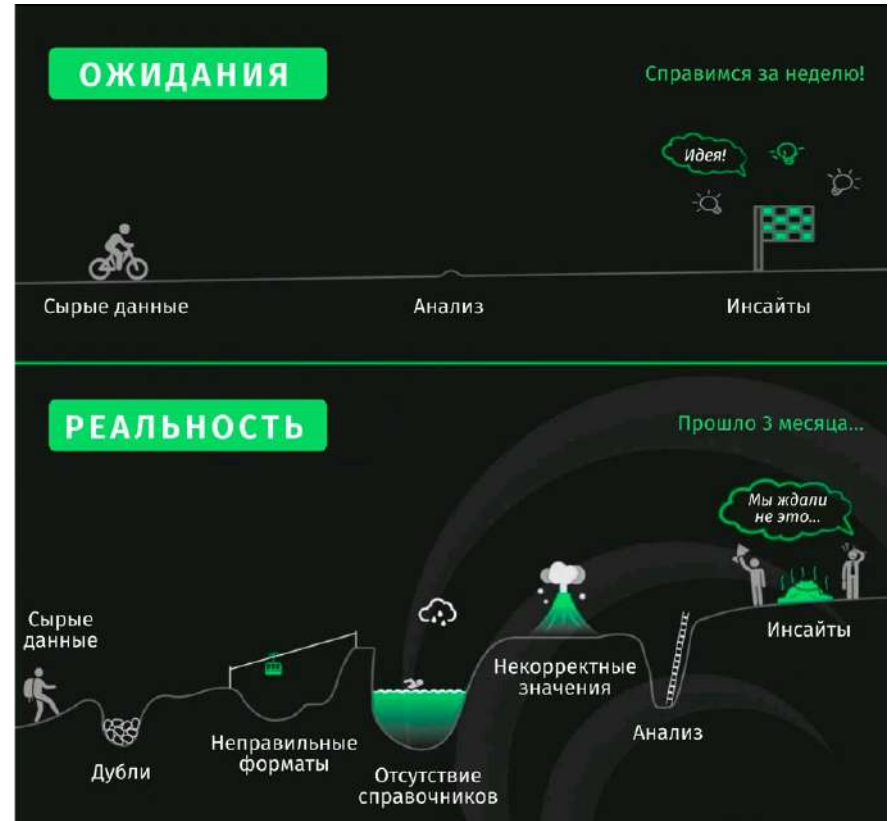 ОЖИДАНИЯ
Справимся за неделю!
Идея!
Сырые данные
Анализ
Инсайты
РЕАЛЬНОСТЬ
Прошло 3 месяца...
Мы ждали
не это...
Сырые
данные
Дубли
Неправильные
форматы
Отсутствие
справочников
Некорректные
значения
Анализ
Инсайты